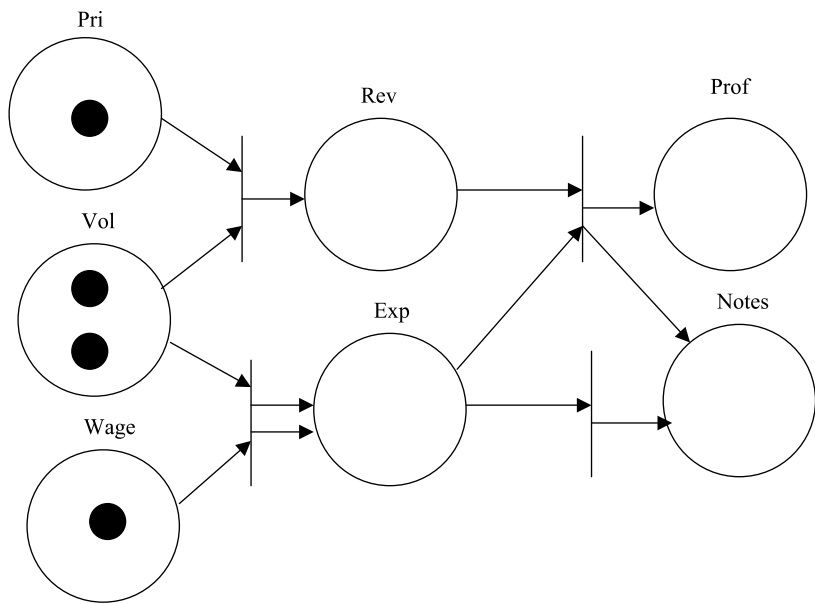 Pri
Rev
Prof
Vol
Exp
Notes
Wage